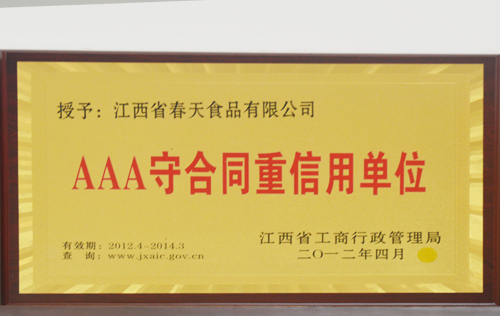 授予：江西省春天食品有限公司
AAA守合同重信用单位
有效期：2012.4-2014.3
查 询：www.jxaic.gov.cn
江西省工商行政管理局
二〇一二年四月